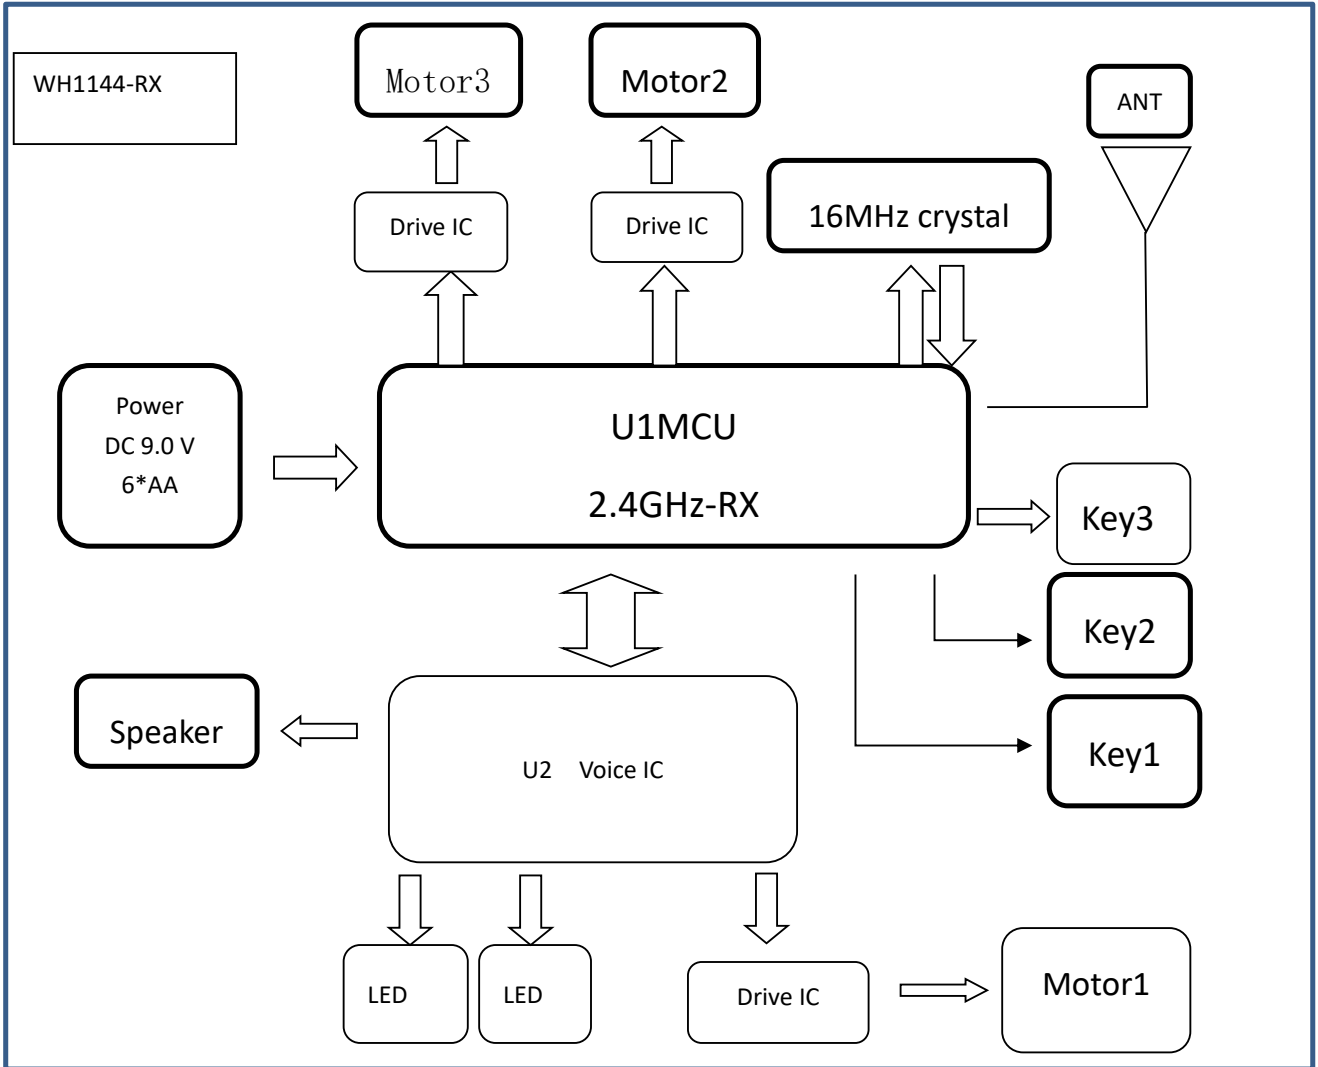 WH1144-RX
Motor3
Motor2
ANT
16MHz crystal
Drive IC
Drive IC
Power
DC 9.0 V
6*AA
U1MCU
2.4GHz-RX
Key3
Key2
Key1
Speaker
U2 Voice IC
LED
LED
Drive IC
Motor1